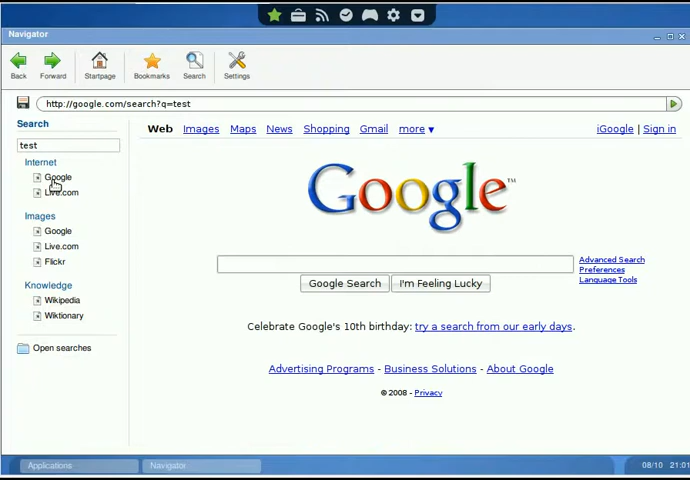 Navigator
Back Forward Startpage Bookmarks Search Settings
http://google.com/search?q=test
Search
test
Internet
Google
Live.com
Images
Google
Live.com
Flickr
Knowledge
Wikipedia
Wiktionary
Open searches
Web Images Maps News Shopping Gmail more ▼ iGoogle | Sign in
Google™
Advanced Search
Preferences
Language Tools
Google Search I'm Feeling Lucky
Celebrate Google's 10th birthday: try a search from our early days.
Advertising Programs - Business Solutions - About Google
© 2008 - Privacy
Applications Navigator 08/10 21:01